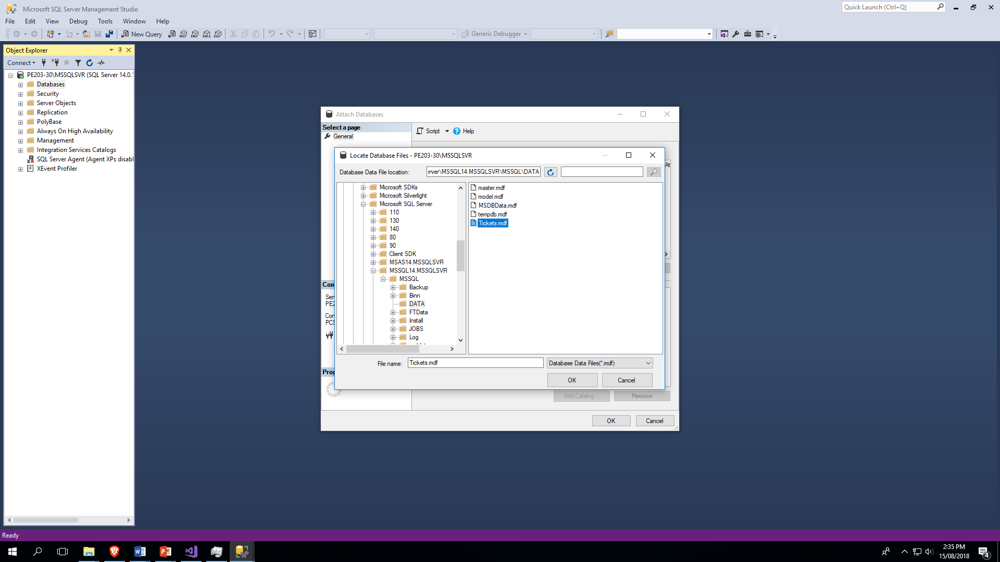 Microsoft SQL Server Management Studio
Quick Launch (Ctrl+Q)
File Edit View Debug Tools Window Help
New Query
MDX DMX XMLA DAX
Generic Debugger
Object Explorer
Connect
PE203-30\MSSQLSVR (SQL Server 14.0.
Databases
Security
Server Objects
Replication
PolyBase
Always On High Availability
Management
Integration Services Catalogs
SQL Server Agent (Agent XPs disabl
XEvent Profiler
Attach Databases
Select a page
General
Script
Help
At
Con
Ser
PE2
Con
PCS
Prog
Locate Database Files - PE203-30\MSSQLSVR
Database Data File location:
erver\MSSQL14.MSSQLSVR\MSSQL\DATA
Microsoft SDKs
Microsoft Silverlight
Microsoft SQL Server
110
130
140
80
90
Client SDK
MSAS14.MSSQLSVR
MSSQL14.MSSQLSVR
MSSQL
Backup
Binn
DATA
FTData
Install
JOBS
Log
master.mdf
model.mdf
MSDBData.mdf
tempdb.mdf
Tickets.mdf
File name:
Tickets.mdf
Database Data Files(*.mdf)
OK
Cancel
Add Catalog...
Remove
OK
Cancel
Ready
2:35 PM
15/08/2018
4